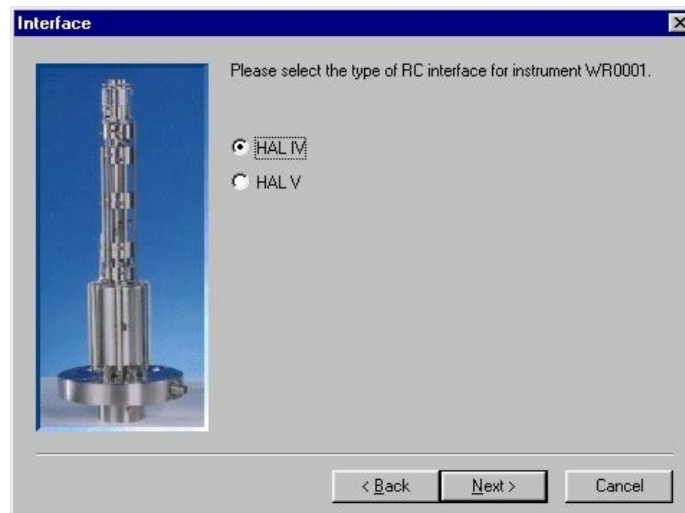 Interface
Please select the type of RC interface for instrument WR0001.
HAL IV
HAL V
< Back
Next >
Cancel